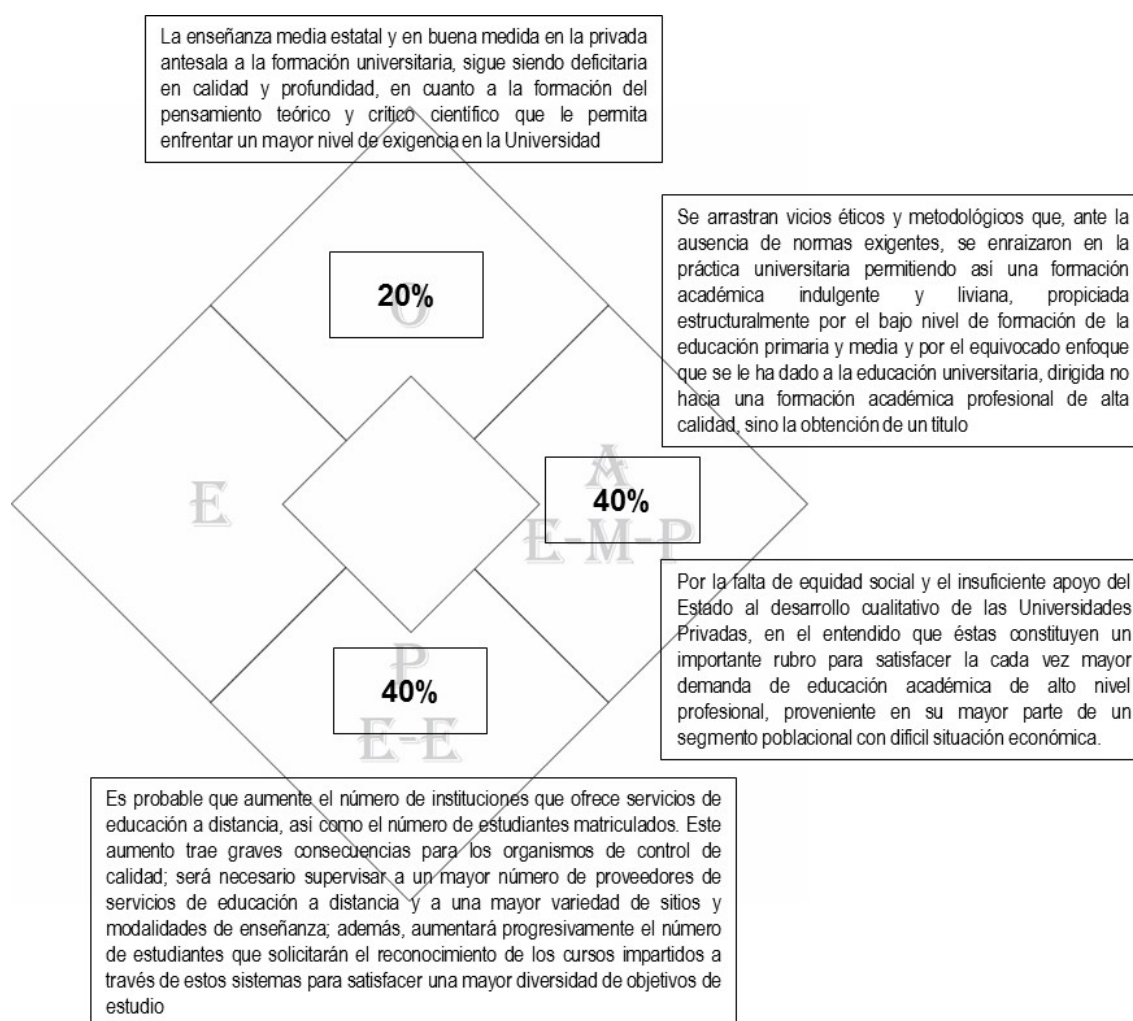 La enseñanza media estatal y en buena medida en la privada
antesala a la formación universitaria, sigue siendo deficitaria
en calidad y profundidad, en cuanto a la formación del
pensamiento teórico y crítico científico que le permita
enfrentar un mayor nivel de exigencia en la Universidad
20%
O
Se arrastran vicios éticos y metodológicos que, ante la
ausencia de normas exigentes, se enraizaron en la
práctica universitaria permitiendo así una formación
académica indulgente y liviana, propiciada
estructuralmente por el bajo nivel de formación de la
educación primaria y media y por el equivocado enfoque
que se le ha dado a la educación universitaria, dirigida no
hacia una formación académica profesional de alta
calidad, sino la obtención de un título
E
A
40%
E-M-P
Por la falta de equidad social y el insuficiente apoyo del
Estado al desarrollo cualitativo de las Universidades
Privadas, en el entendido que éstas constituyen un
importante rubro para satisfacer la cada vez mayor
demanda de educación académica de alto nivel
profesional, proveniente en su mayor parte de un
segmento poblacional con difícil situación económica.
P
40%
E-E
Es probable que aumente el número de instituciones que ofrece servicios de
educación a distancia, así como el número de estudiantes matriculados. Este
aumento trae graves consecuencias para los organismos de control de
calidad; será necesario supervisar a un mayor número de proveedores de
servicios de educación a distancia y a una mayor variedad de sitios y
modalidades de enseñanza; además, aumentará progresivamente el número
de estudiantes que solicitarán el reconocimiento de los cursos impartidos a
través de estos sistemas para satisfacer una mayor diversidad de objetivos de
estudio